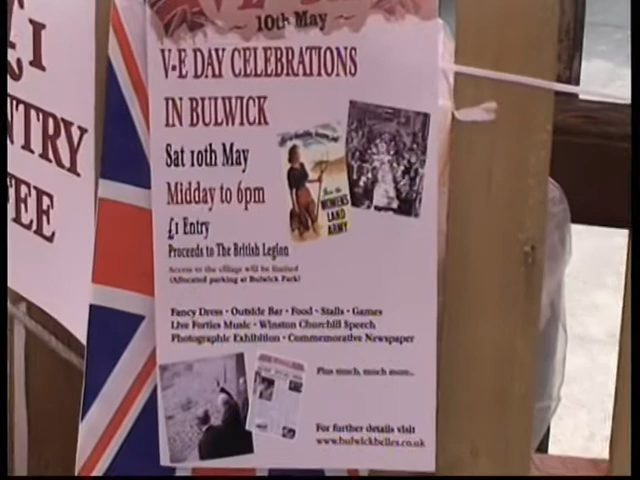 10th May
V-E DAY CELEBRATIONS
IN BULWICK
Sat 10th May
Midday to 6pm
£1 Entry
Proceeds to The British Legion
Access to the village will be limited
(Allocated parking at Bulwick Park)
WOMENS
LAND
ARMY
Fancy Dress • Outside Bar • Food • Stalls • Games
Live Forties Music • Winston Churchill Speech
Photographic Exhibition • Commemorative Newspaper
Plus much, much more...
For further details visit
www.bulwickbelles.co.uk
£1
NTRY
FEE